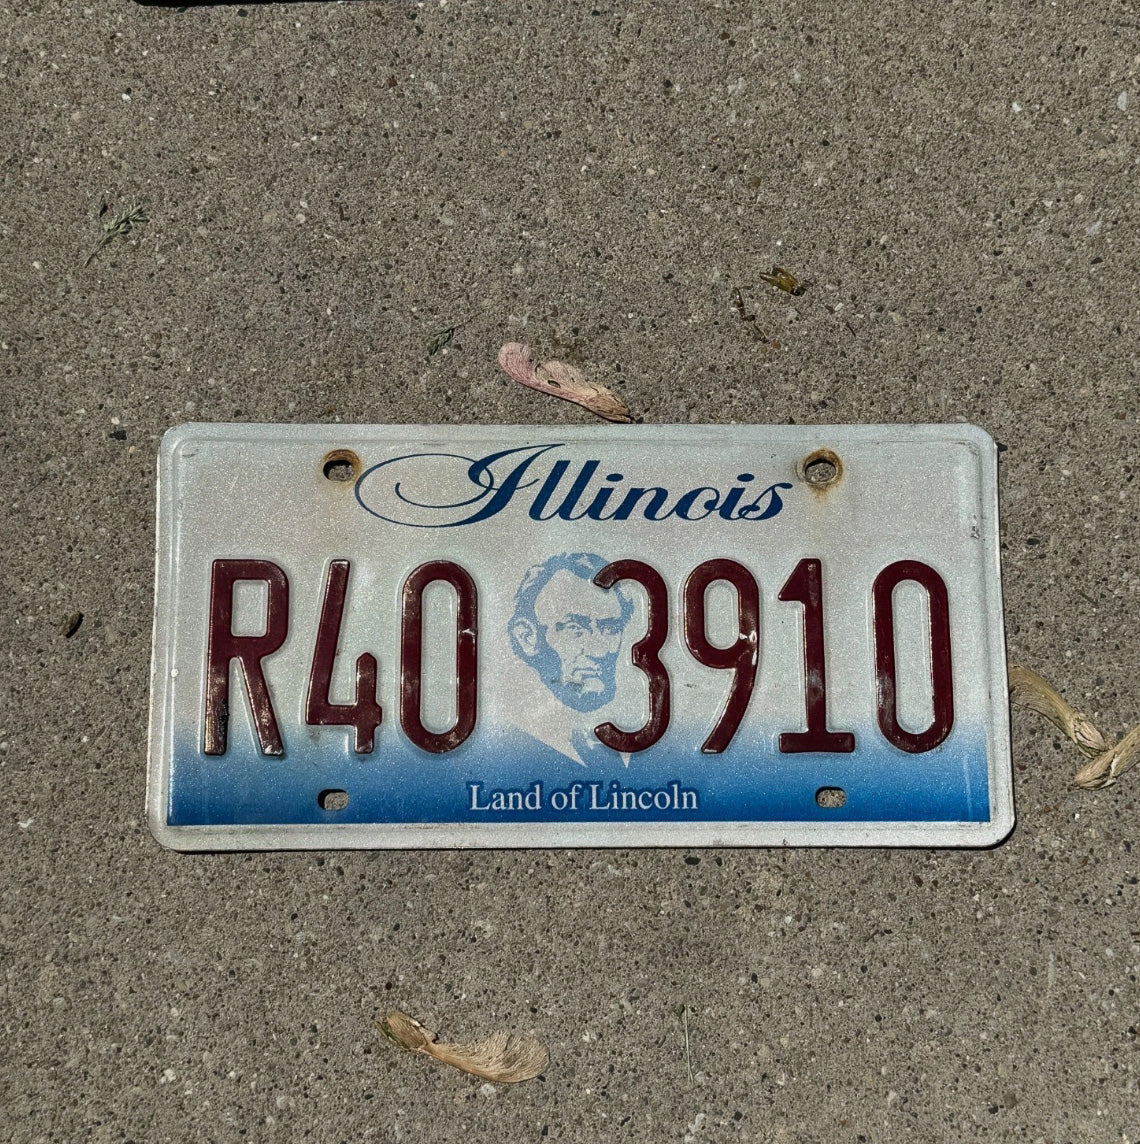 Illinois
R40 3910
Land of Lincoln